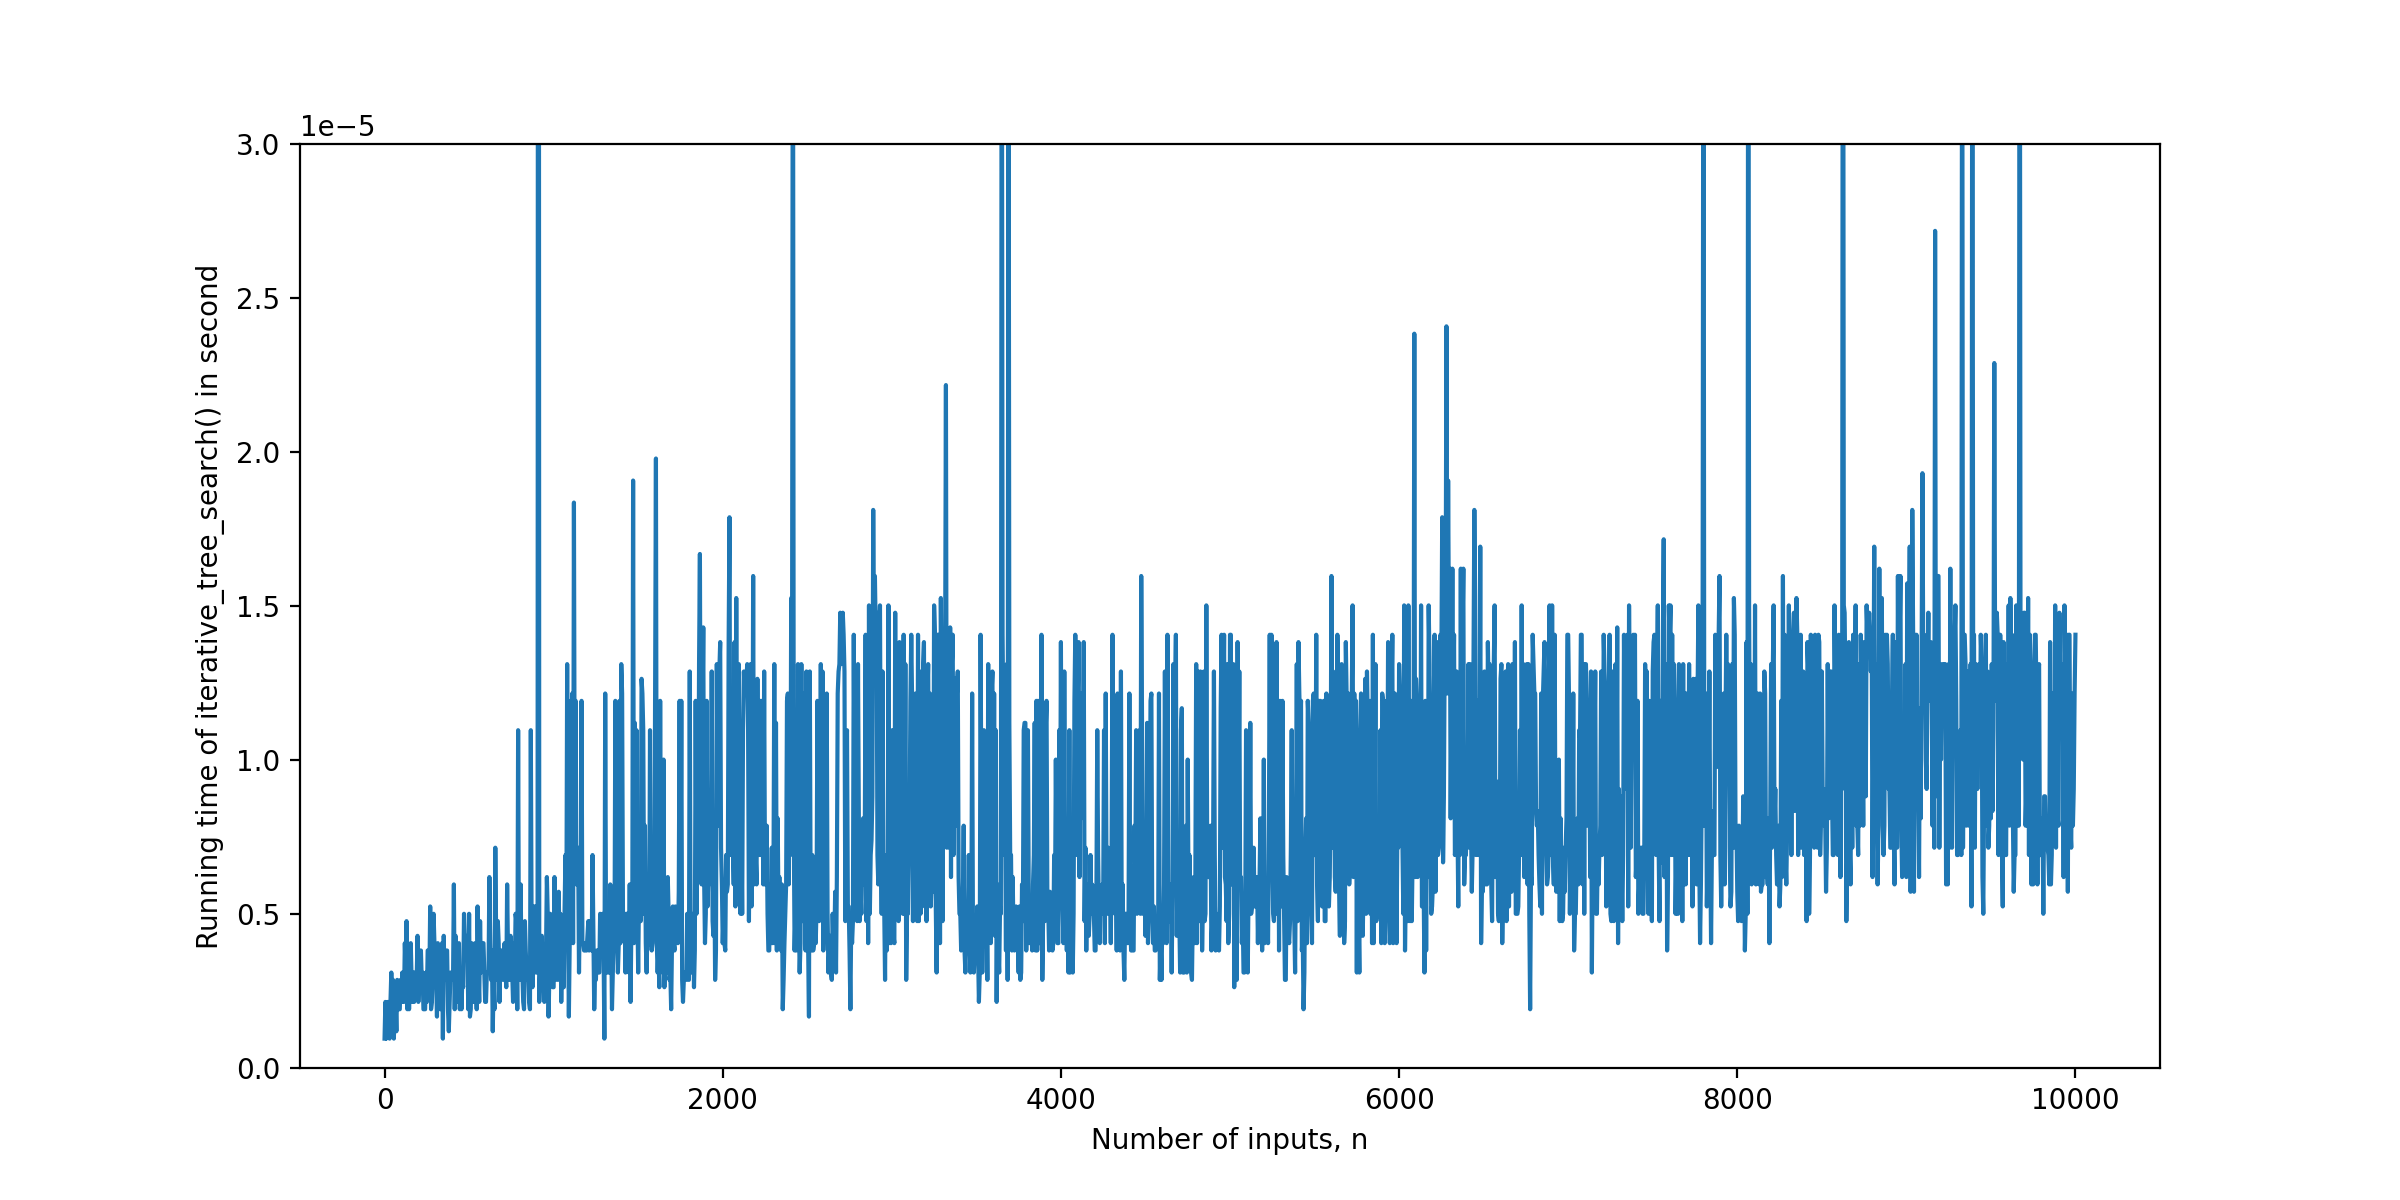 1e−5
3.0
2.5
2.0
1.5
1.0
0.5
0.0
Running time of iterative_tree_search() in second
0 2000 4000 6000 8000 10000
Number of inputs, n